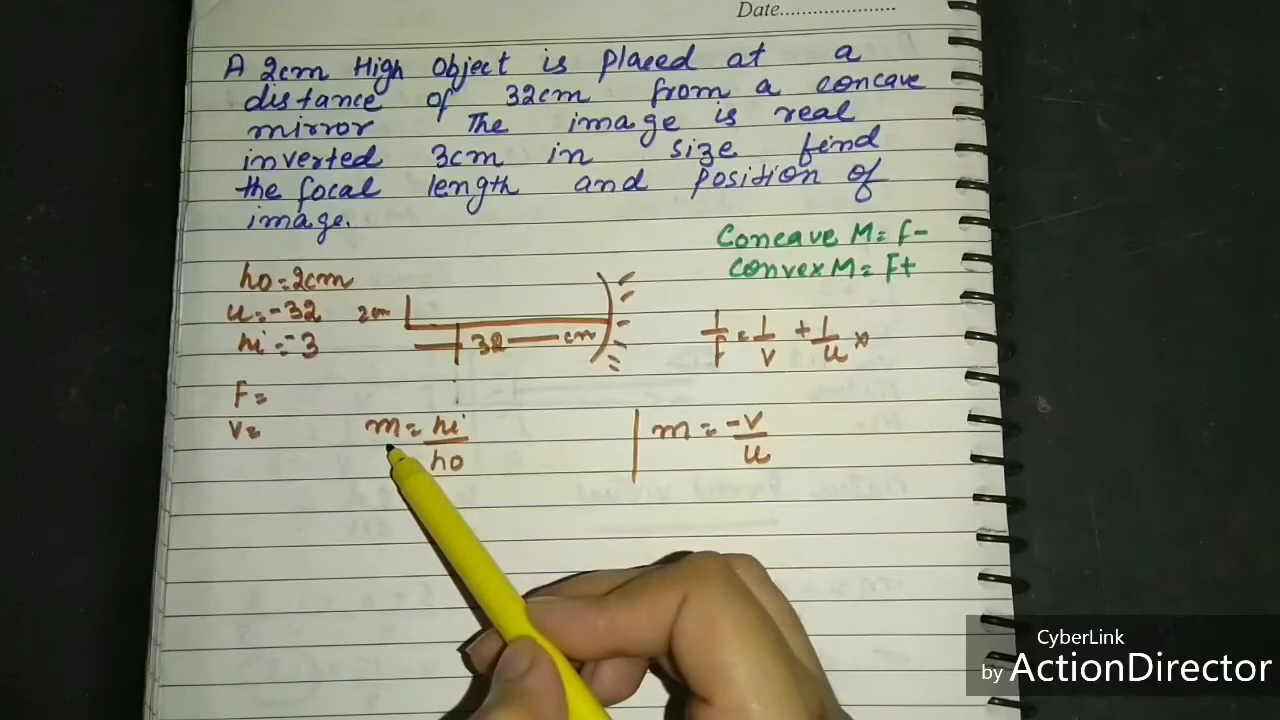 Date......................
A 2cm High object is placed at a
distance of 32cm from a concave
mirror The image is real
inverted 3cm in size find
the focal length and position of
image.
Concave M= f-
Convex M= F+
ho=2cm
u=-32
2cm
hi=-3
32 cm
1/F = 1/v + 1/u
F=
v=
m=hi/ho
m=-v/u
CyberLink
by ActionDirector